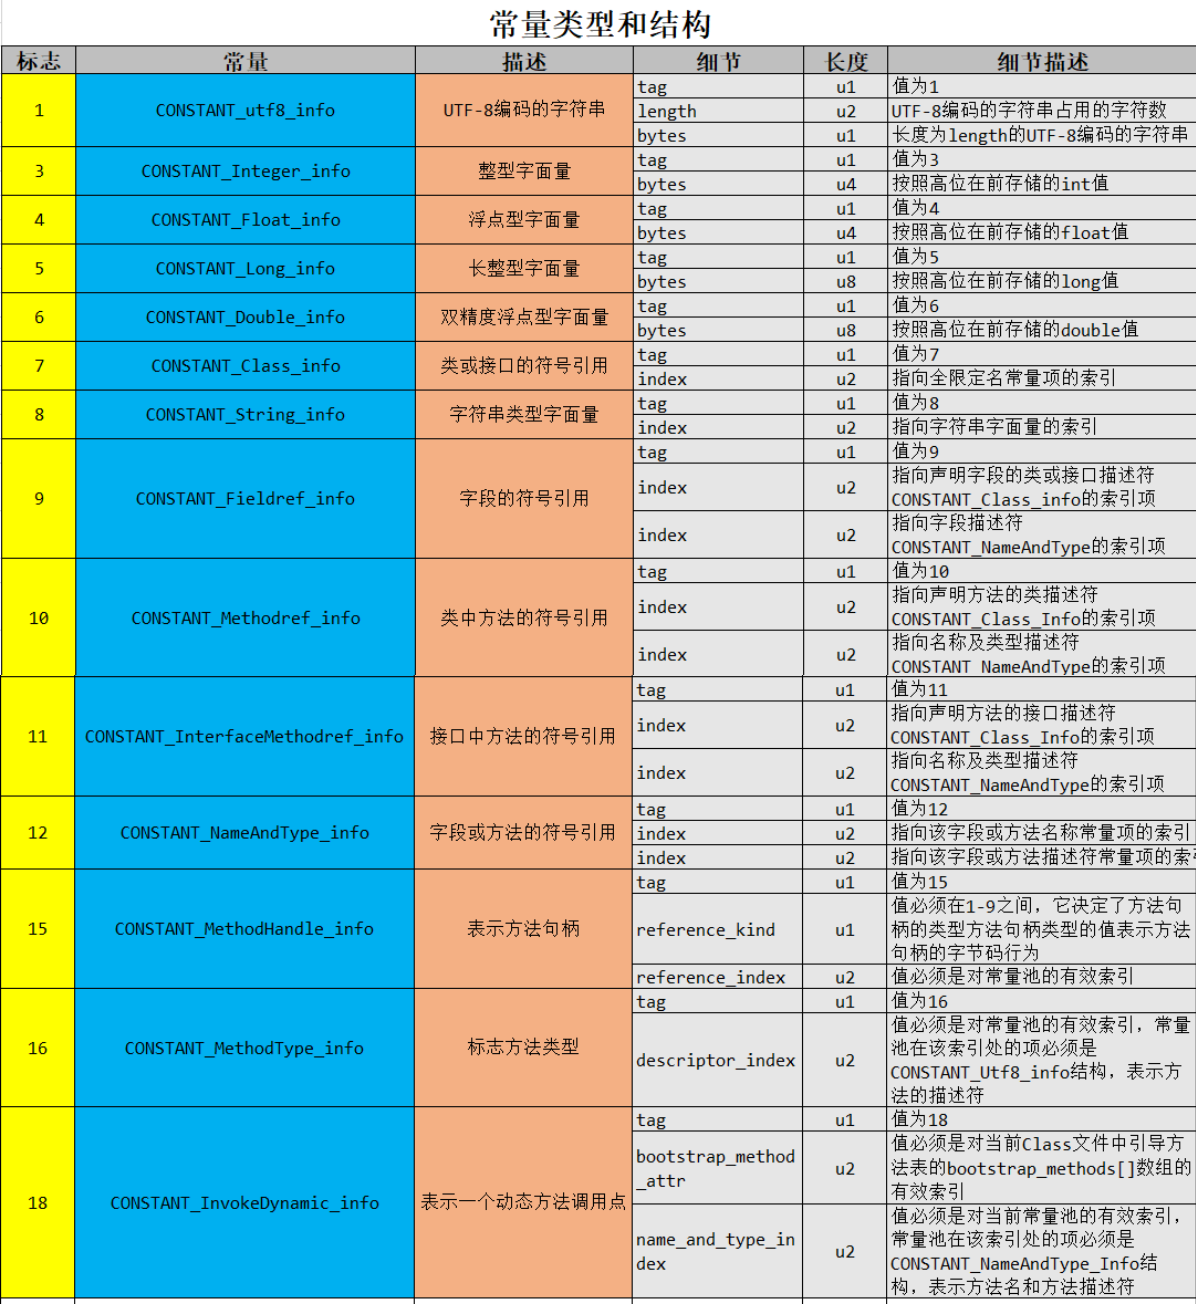 常量类型和结构
标志 常量 描述 细节 长度 细节描述
1 CONSTANT_utf8_info UTF-8编码的字符串 tag u1 值为1
length u2 UTF-8编码的字符串占用的字符数
bytes u1 长度为length的UTF-8编码的字符串
3 CONSTANT_Integer_info 整型字面量 tag u1 值为3
bytes u4 按照高位在前存储的int值
4 CONSTANT_Float_info 浮点型字面量 tag u1 值为4
bytes u4 按照高位在前存储的float值
5 CONSTANT_Long_info 长整型字面量 tag u1 值为5
bytes u8 按照高位在前存储的long值
6 CONSTANT_Double_info 双精度浮点型字面量 tag u1 值为6
bytes u8 按照高位在前存储的double值
7 CONSTANT_Class_info 类或接口的符号引用 tag u1 值为7
index u2 指向全限定名常量项的索引
8 CONSTANT_String_info 字符串类型字面量 tag u1 值为8
index u2 指向字符串字面量的索引
9 CONSTANT_Fieldref_info 字段的符号引用 tag u1 值为9
index u2 指向声明字段的类或接口描述符
CONSTANT_Class_info的索引项
index u2 指向字段描述符
CONSTANT_NameAndType的索引项
10 CONSTANT_Methodref_info 类中方法的符号引用 tag u1 值为10
index u2 指向声明方法的类描述符
CONSTANT_Class_Info的索引项
index u2 指向名称及类型描述符
CONSTANT_NameAndType的索引项
11 CONSTANT_InterfaceMethodref_info 接口中方法的符号引用 tag u1 值为11
index u2 指向声明方法的接口描述符
CONSTANT_Class_Info的索引项
index u2 指向名称及类型描述符
CONSTANT_NameAndType的索引项
12 CONSTANT_NameAndType_info 字段或方法的符号引用 tag u1 值为12
index u2 指向该字段或方法名称常量项的索引
index u2 指向该字段或方法描述符常量项的索
15 CONSTANT_MethodHandle_info 表示方法句柄 tag u1 值为15
reference_kind u1 值必须在1-9之间，它决定了方法句
柄的类型方法句柄类型的值表示方法
句柄的字节码行为
reference_index u2 值必须是对常量池的有效索引
16 CONSTANT_MethodType_info 标志方法类型 tag u1 值为16
descriptor_index u2 值必须是对常量池的有效索引，常量
池在该索引处的项必须是
CONSTANT_Utf8_info结构，表示方
法的描述符
18 CONSTANT_InvokeDynamic_info 表示一个动态方法调用点 tag u1 值为18
bootstrap_method
_attr u2 值必须是对当前Class文件中引导方
法表的bootstrap_methods[]数组的
有效索引
name_and_type_in
dex u2 值必须是对当前常量池的有效索引，
常量池在该索引处的项必须是
CONSTANT_NameAndType_Info结
构，表示方法名和方法描述符